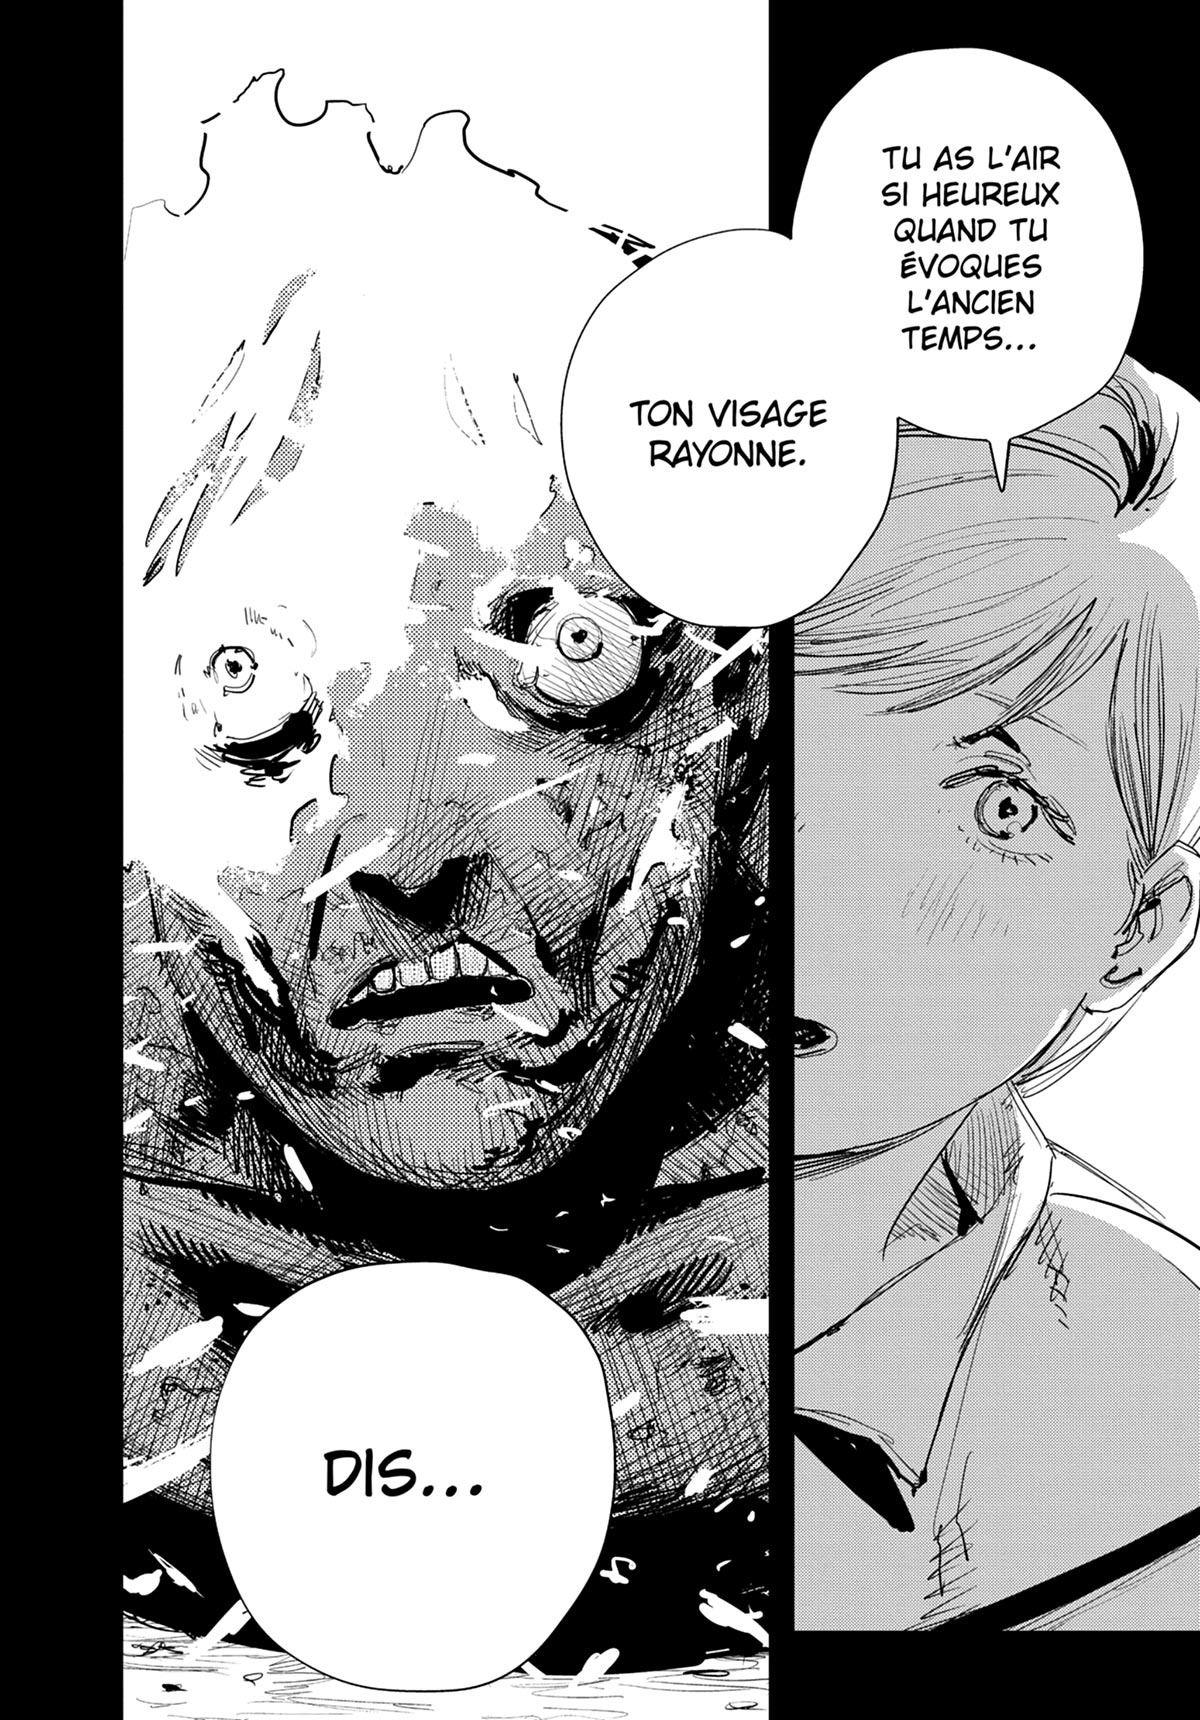 TU AS L'AIR
SI HEUREUX
QUAND TU
ÉVOQUES
L'ANCIEN
TEMPS...
TON VISAGE
RAYONNE.
DIS...